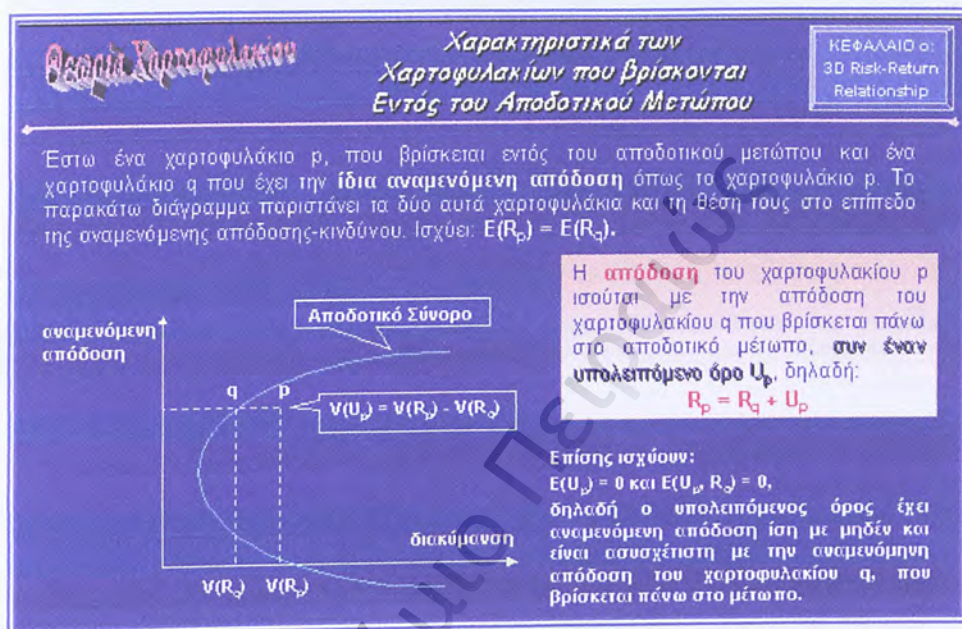 Θεωρία Χαρτοφυλακίου
Χαρακτηριστικά των
Χαρτοφυλακίων που βρίσκονται
Εντός του Αποδοτικού Μετώπου
ΚΕΦΑΛΑΙΟ ο:
3D Risk-Return
Relationship
Έστω ένα χαρτοφυλάκιο p, που βρίσκεται εντός του αποδοτικού μετώπου και ένα
χαρτοφυλάκιο q που έχει την ίδια αναμενόμενη απόδοση όπως το χαρτοφυλάκιο p. Το
παρακάτω διάγραμμα παριστάνει τα δύο αυτά χαρτοφυλάκια και τη θέση τους στο επίπεδο
της αναμενόμενης απόδοσης-κινδύνου. Ισχύει: E(Rp) = E(Rq).
αναμενόμενη
απόδοση
Αποδοτικό Σύνορο
q p
V(Up) = V(Rp) - V(RQ)
διακύμανση
V(RQ) V(Rp)
Η απόδοση του χαρτοφυλακίου p
ισούται με την απόδοση του
χαρτοφυλακίου q που βρίσκεται πάνω
στο αποδοτικό μέτωπο, συν έναν
υπολειπόμενο όρο Up, δηλαδή:
Rp = Rq + Up
Επίσης ισχύουν:
E(Up) = 0 και E(Up, RQ) = 0,
δηλαδή ο υπολειπόμενος όρος έχει
αναμενόμενη απόδοση ίση με μηδέν και
είναι ασυσχέτιστη με την αναμενόμηνη
απόδοση του χαρτοφυλακίου q, που
βρίσκεται πάνω στο μέτωπο.
Πειραιώς